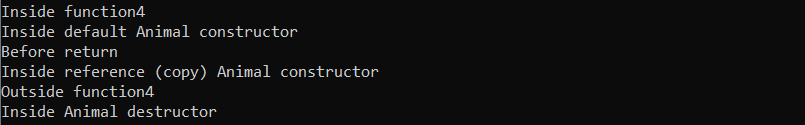 Inside function4
Inside default Animal constructor
Before return
Inside reference (copy) Animal constructor
Outside function4
Inside Animal destructor